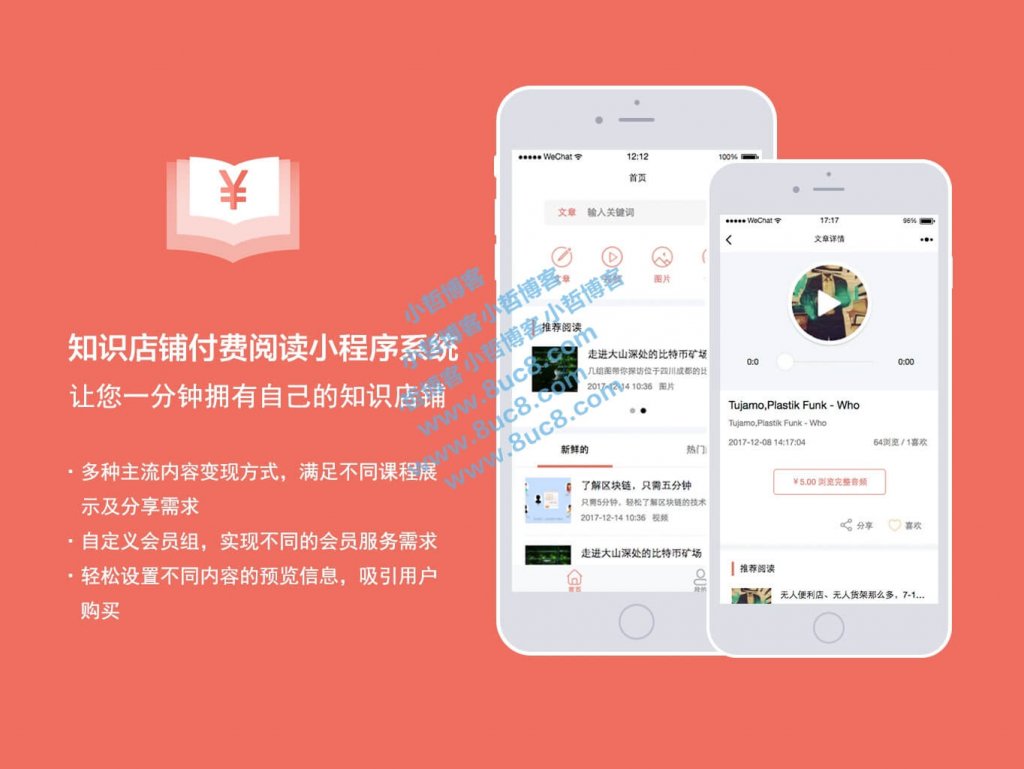 ¥
知识店铺付费阅读小程序系统
让您一分钟拥有自己的知识店铺
· 多种主流内容变现方式，满足不同课程展
示及分享需求
· 自定义会员组，实现不同的会员服务需求
· 轻松设置不同内容的预览信息，吸引用户
购买
WeChat 12:12 100%
首页
文章 输入关键词
图片
推荐阅读
走进大山深处的比特币矿场
几组图带你探访位于四川成都的比
2017-12-14 10:36 图片
新鲜的 热门
了解区块链，只需五分钟
只需5分钟，轻松了解区块链的技术
2017-12-14 10:36 视频
走进大山深处的比特币矿场
首页
WeChat 17:17 96%
文章详情
0:0 0:00
Tujamo,Plastik Funk - Who
Tujamo,Plastik Funk - Who
2017-12-08 14:17:04 64浏览 / 1喜欢
¥5.00 浏览完整音频
分享 喜欢
推荐阅读
无人便利店、无人货架那么多，7-1...
小哲博客
小哲博客小哲博客
小哲博客小哲博客
小哲博客
www.8uc8.com
www.8uc8.com